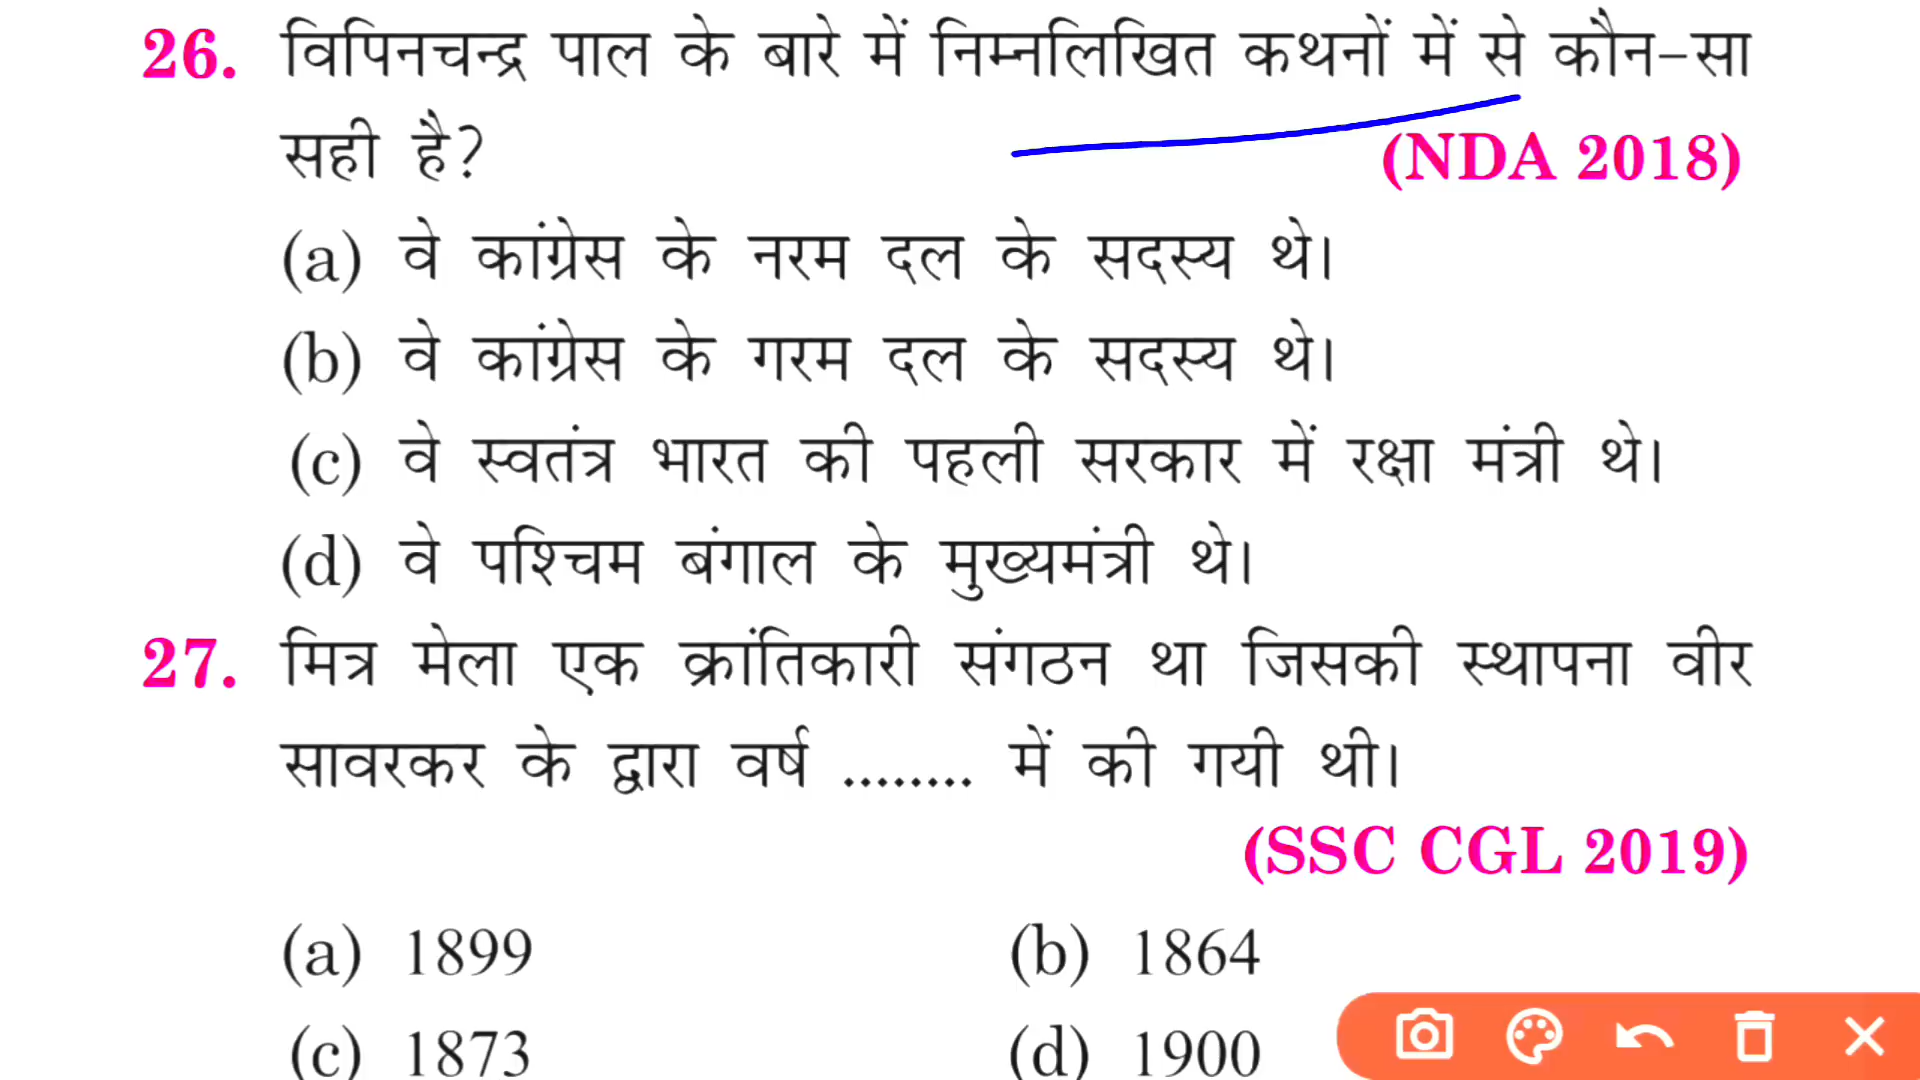 26. विपिनचन्द्र पाल के बारे में निम्नलिखित कथनों में से कौन-सा
सही है? (NDA 2018)
(a) वे कांग्रेस के नरम दल के सदस्य थे।
(b) वे कांग्रेस के गरम दल के सदस्य थे।
(c) वे स्वतंत्र भारत की पहली सरकार में रक्षा मंत्री थे।
(d) वे पश्चिम बंगाल के मुख्यमंत्री थे।
27. मित्र मेला एक क्रांतिकारी संगठन था जिसकी स्थापना वीर
सावरकर के द्वारा वर्ष ........ में की गयी थी।
(SSC CGL 2019)
(a) 1899 (b) 1864
(c) 1873 (d) 1900